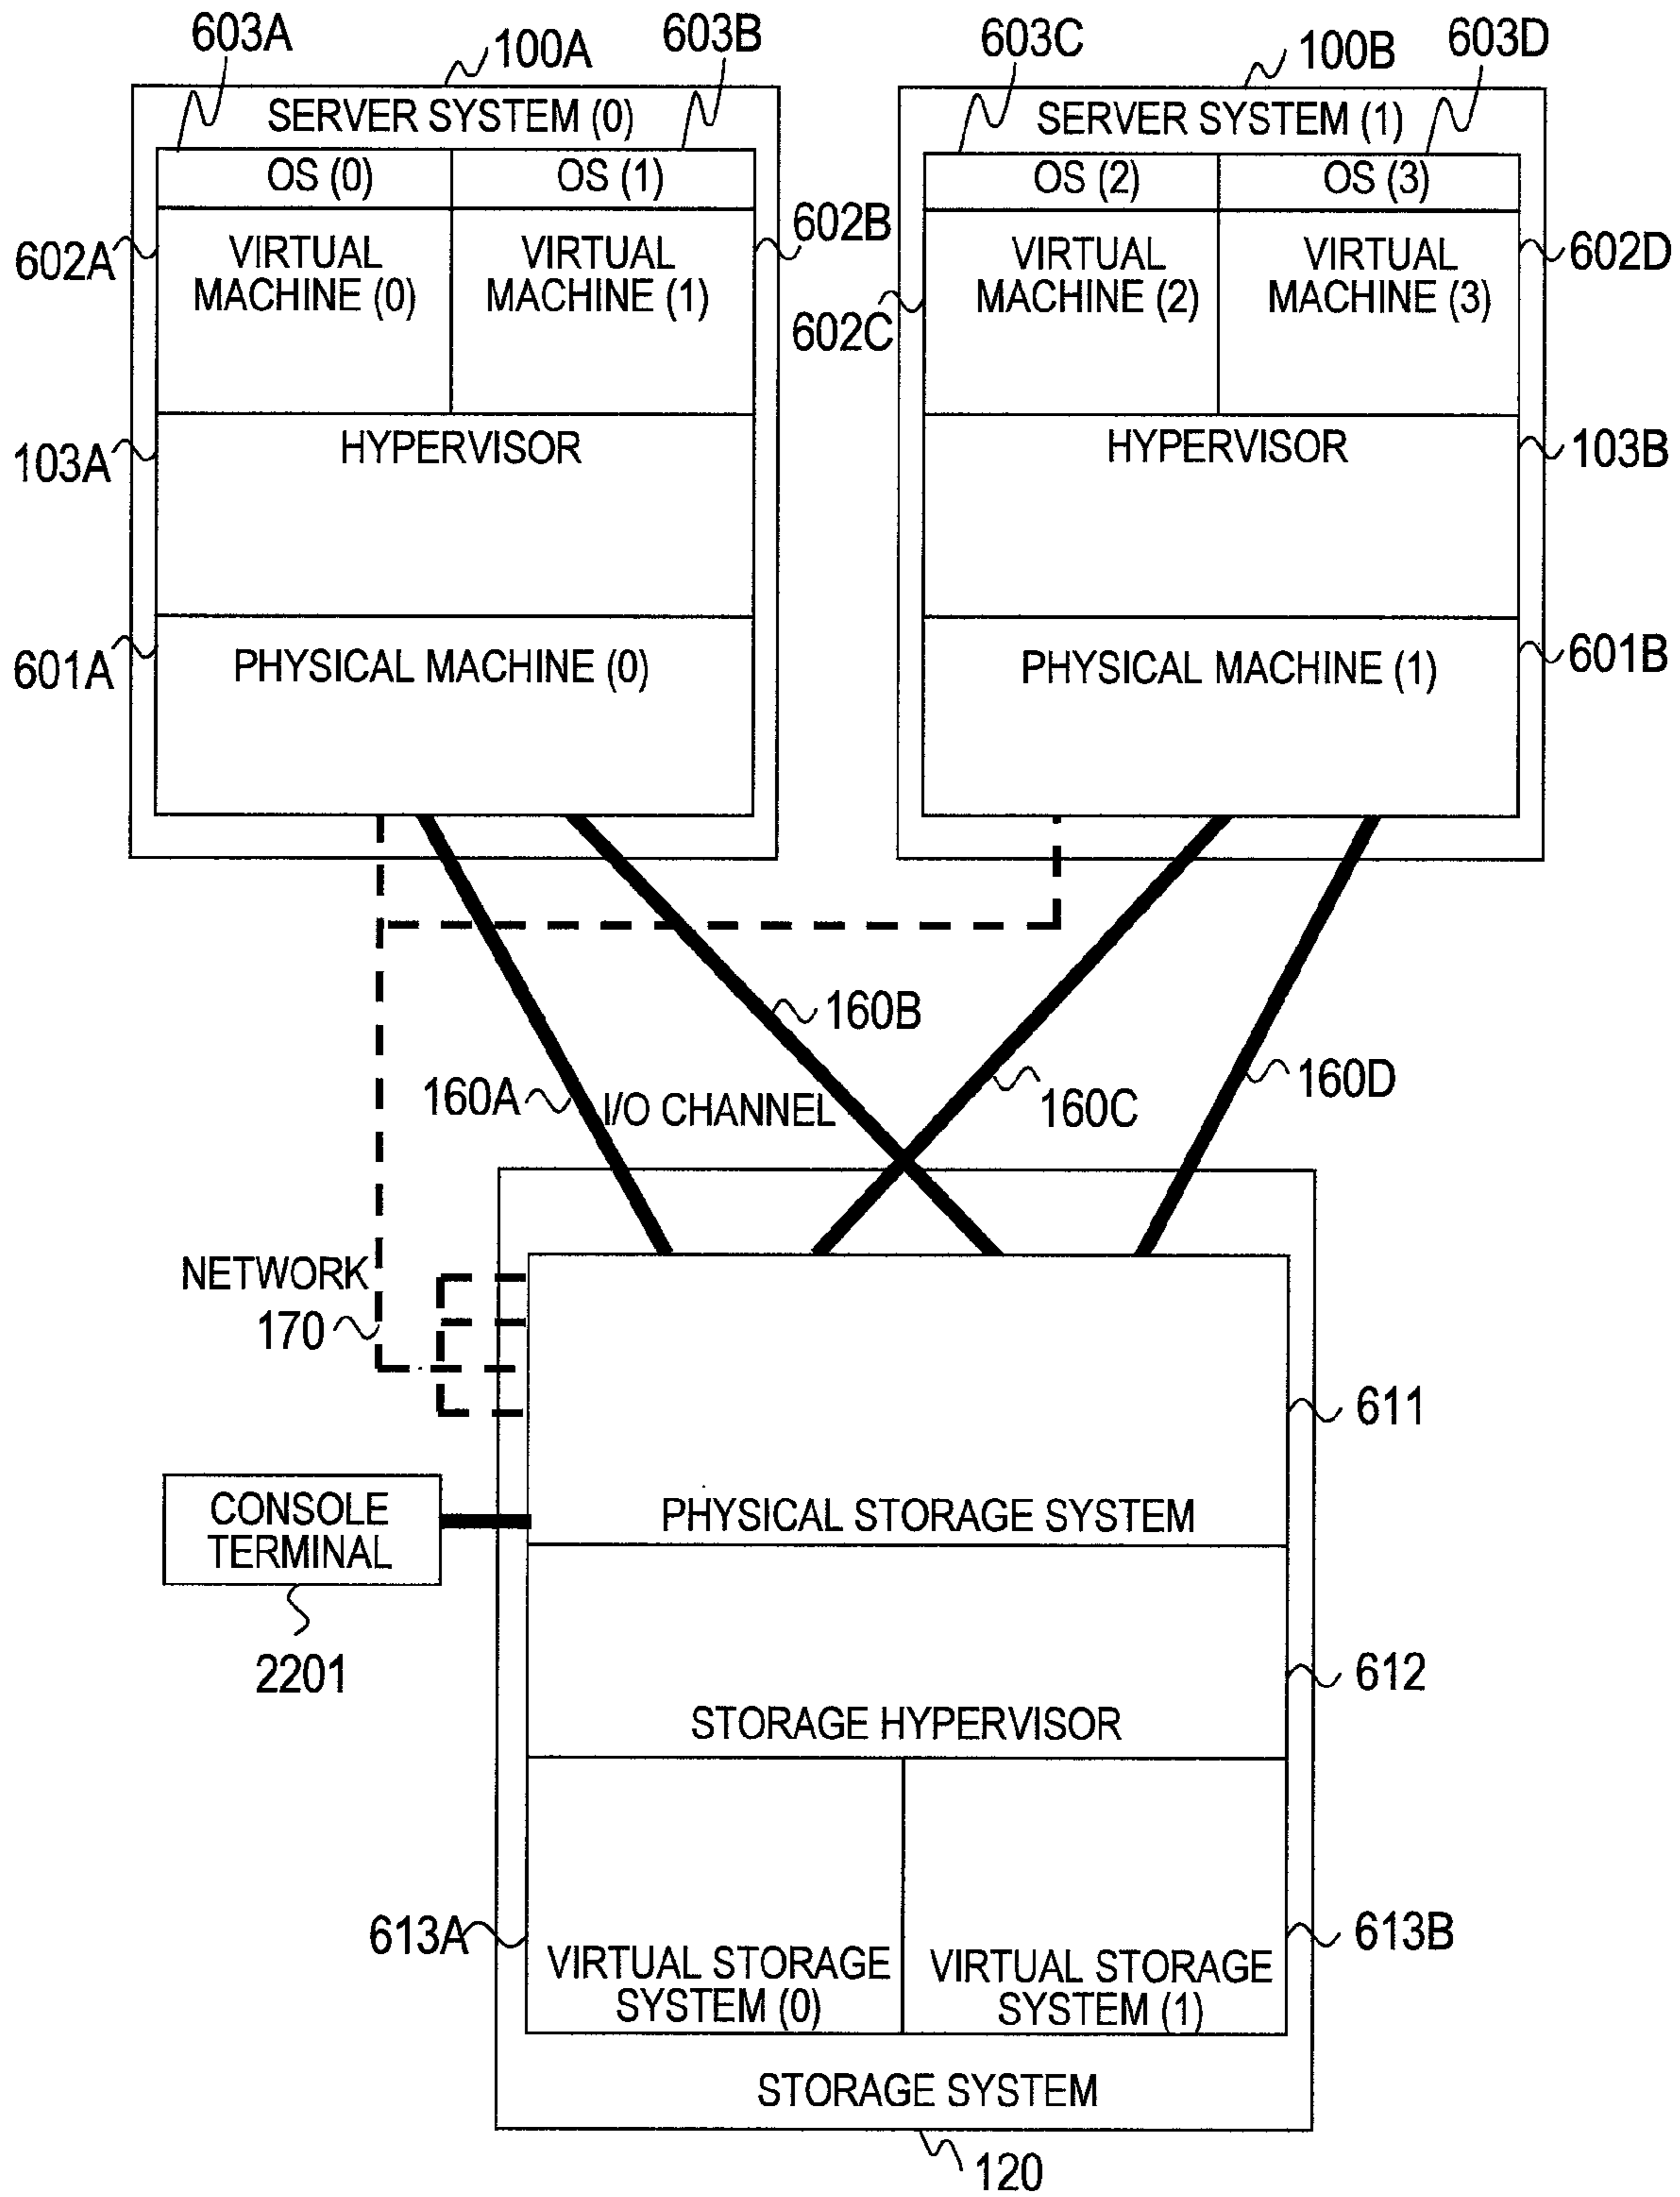 603A
100A
603B
603C
100B
603D
SERVER SYSTEM (0)
SERVER SYSTEM (1)
OS (0)
OS (1)
OS (2)
OS (3)
602A
VIRTUAL
MACHINE (0)
VIRTUAL
MACHINE (1)
602B
602C
VIRTUAL
MACHINE (2)
VIRTUAL
MACHINE (3)
602D
103A
HYPERVISOR
HYPERVISOR
103B
601A
PHYSICAL MACHINE (0)
PHYSICAL MACHINE (1)
601B
160B
160A
I/O CHANNEL
160C
160D
NETWORK
170
611
CONSOLE
TERMINAL
2201
PHYSICAL STORAGE SYSTEM
612
STORAGE HYPERVISOR
613A
VIRTUAL STORAGE
SYSTEM (0)
VIRTUAL STORAGE
SYSTEM (1)
613B
STORAGE SYSTEM
120